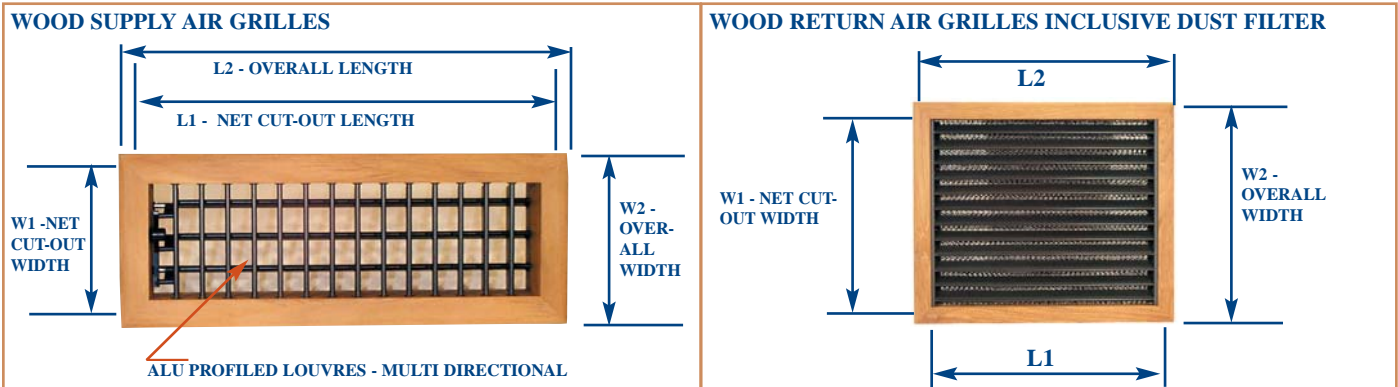 WOOD SUPPLY AIR GRILLES
L2 - OVERALL LENGTH
L1 - NET CUT-OUT LENGTH
W1 -NET
CUT-OUT
WIDTH
W2 -
OVER-
ALL
WIDTH
ALU PROFILED LOUVRES - MULTI DIRECTIONAL
WOOD RETURN AIR GRILLES INCLUSIVE DUST FILTER
L2
W1 - NET CUT-
OUT WIDTH
W2 -
OVERALL
WIDTH
L1